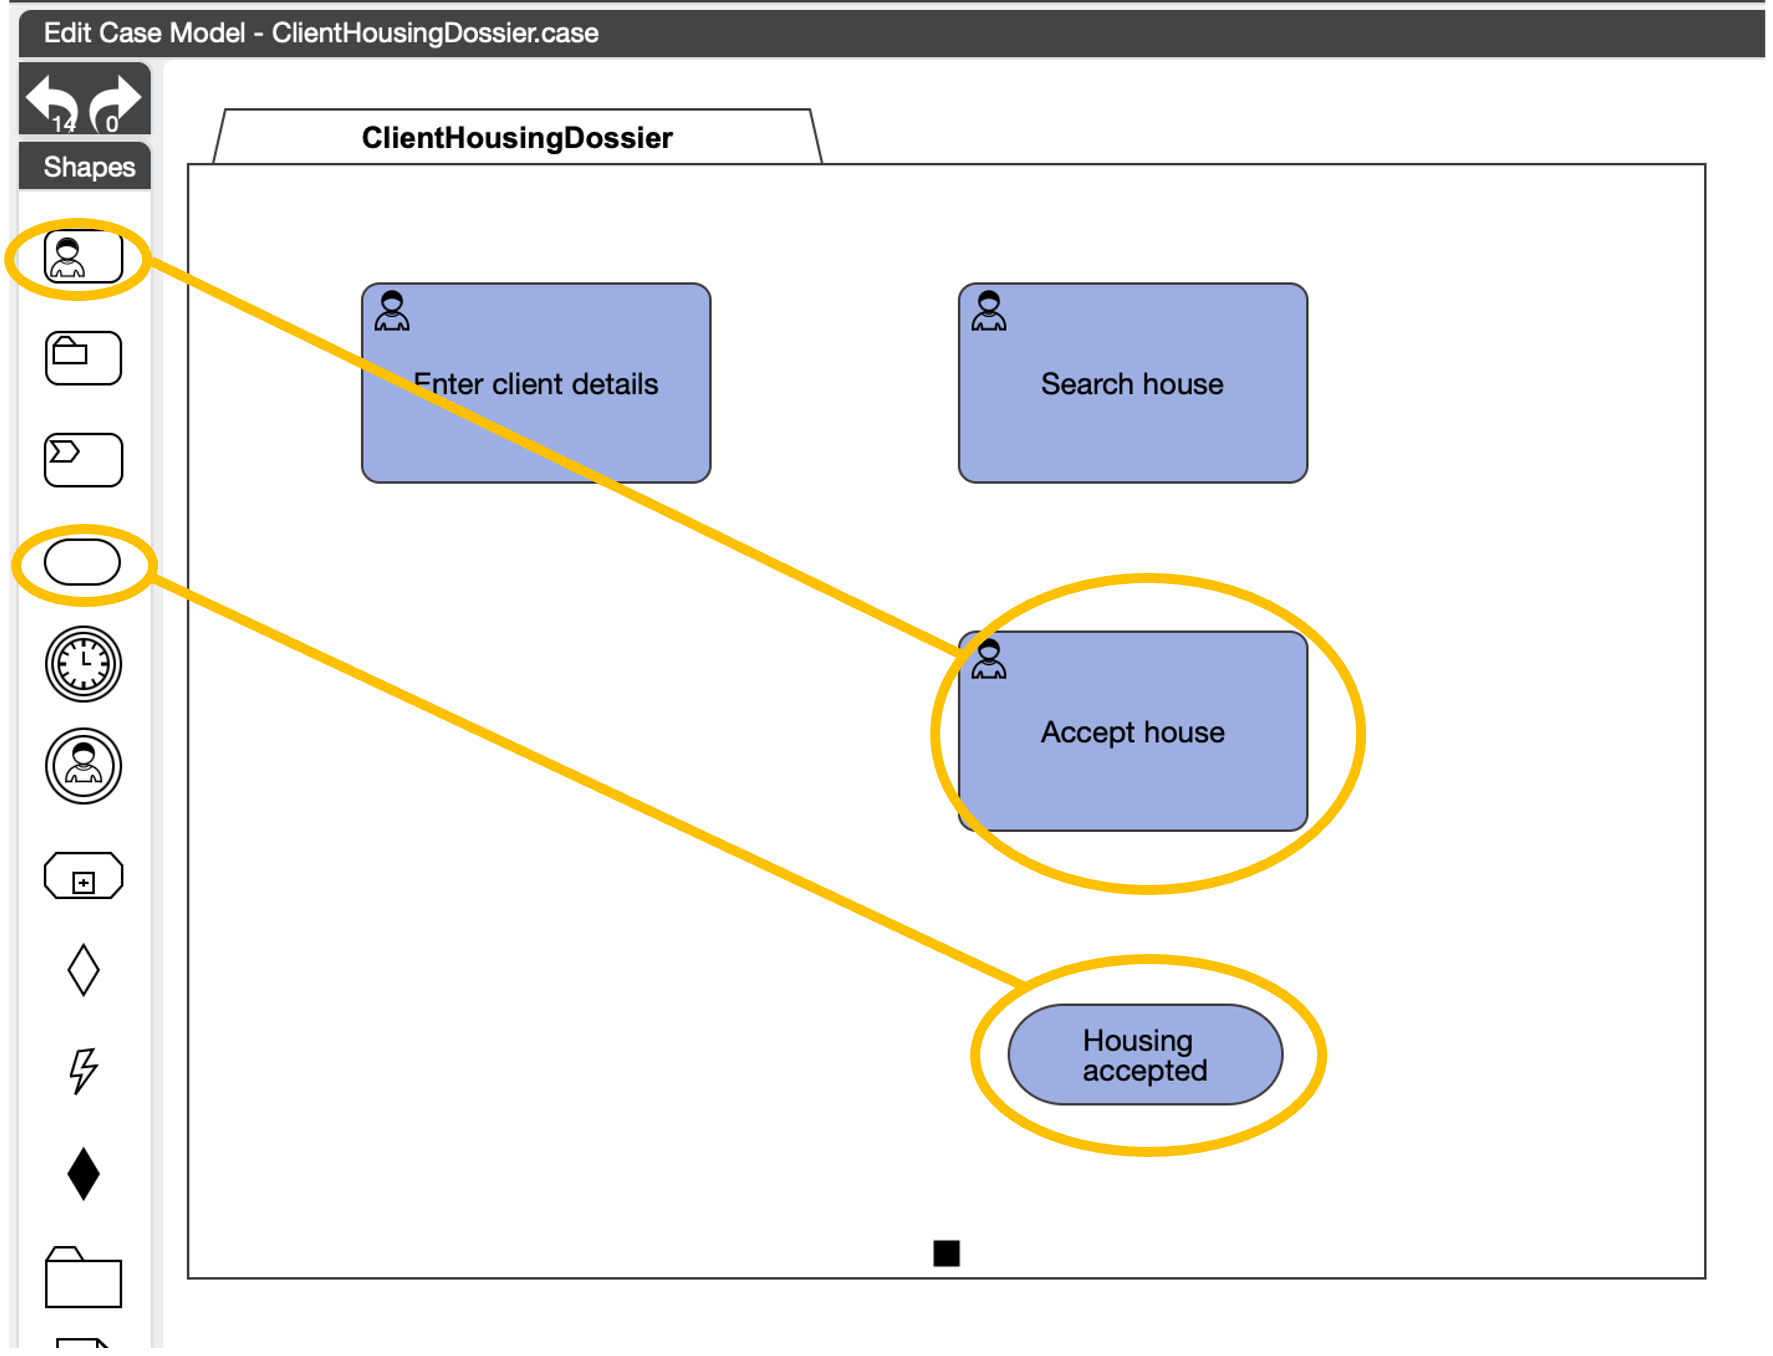 Edit Case Model - ClientHousingDossier.case
14 0
Shapes
ClientHousingDossier
Enter client details
Search house
Accept house
Housing
accepted